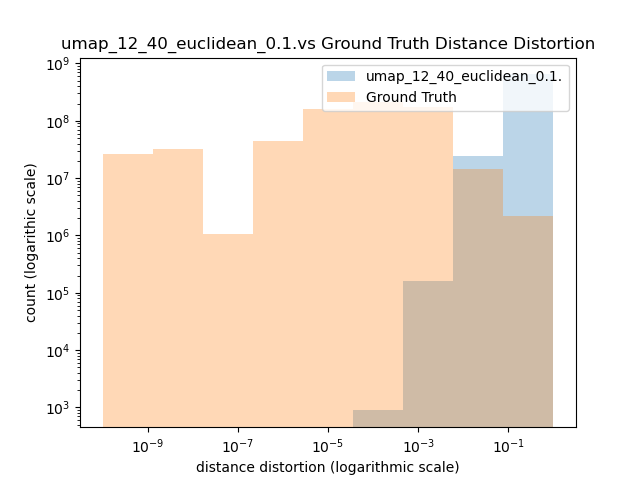 umap_12_40_euclidean_0.1.vs Ground Truth Distance Distortion
umap_12_40_euclidean_0.1.
Ground Truth
count (logarithic scale)
10⁹
10⁸
10⁷
10⁶
10⁵
10⁴
10³
10⁻⁹ 10⁻⁷ 10⁻⁵ 10⁻³ 10⁻¹
distance distortion (logarithmic scale)